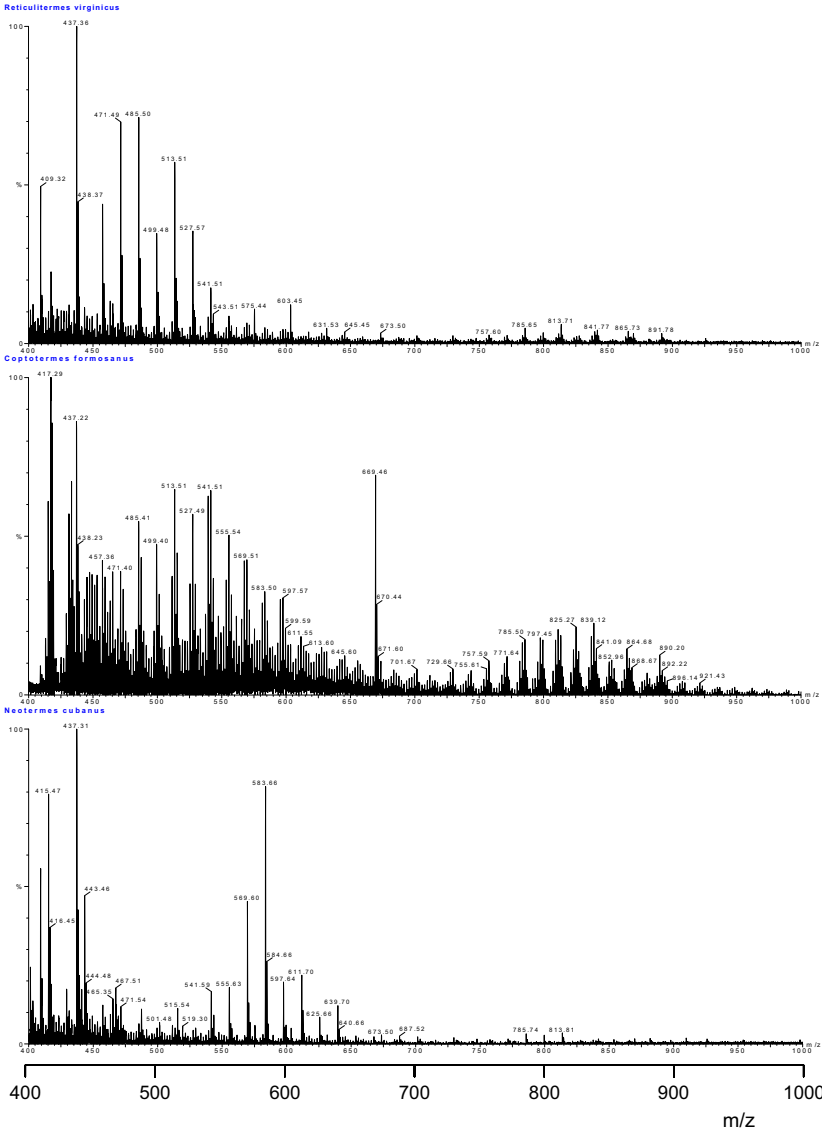 Reticulitermes virginicus
100
437.36
471.49 485.50
513.51
409.32
%
438.37
499.48 527.57
541.51
543.51 575.44 603.45
631.53 645.45 673.50 757.60 785.65 813.71 841.77 865.73 891.78
0
400 450 500 550 600 650 700 750 800 850 900 950 1000 m/z
Coptotermes formosanus
100
417.29
437.22
669.46
513.51 541.51
485.41 527.49
%
438.23 499.40 555.54
457.36 471.40 569.51
583.50 597.57
670.44
599.59
611.55
613.60 645.60 671.60
701.67 729.66 755.61 757.59 771.64 785.50 797.45 825.27 839.12
841.09 852.96 864.68 868.67 890.20 892.22 896.14 921.43
0
400 450 500 550 600 650 700 750 800 850 900 950 1000 m/z
Neotermes cubanus
100
437.31
415.47
583.66
%
443.46
416.45
569.60
584.66
444.48 467.51
465.35 471.54
501.48 515.54 519.30 541.59 555.63 597.64 611.70
625.66 639.70 640.66
673.50 687.52 785.74 813.81
0
400 450 500 550 600 650 700 750 800 850 900 950 1000 m/z
400 500 600 700 800 900 1000
m/z